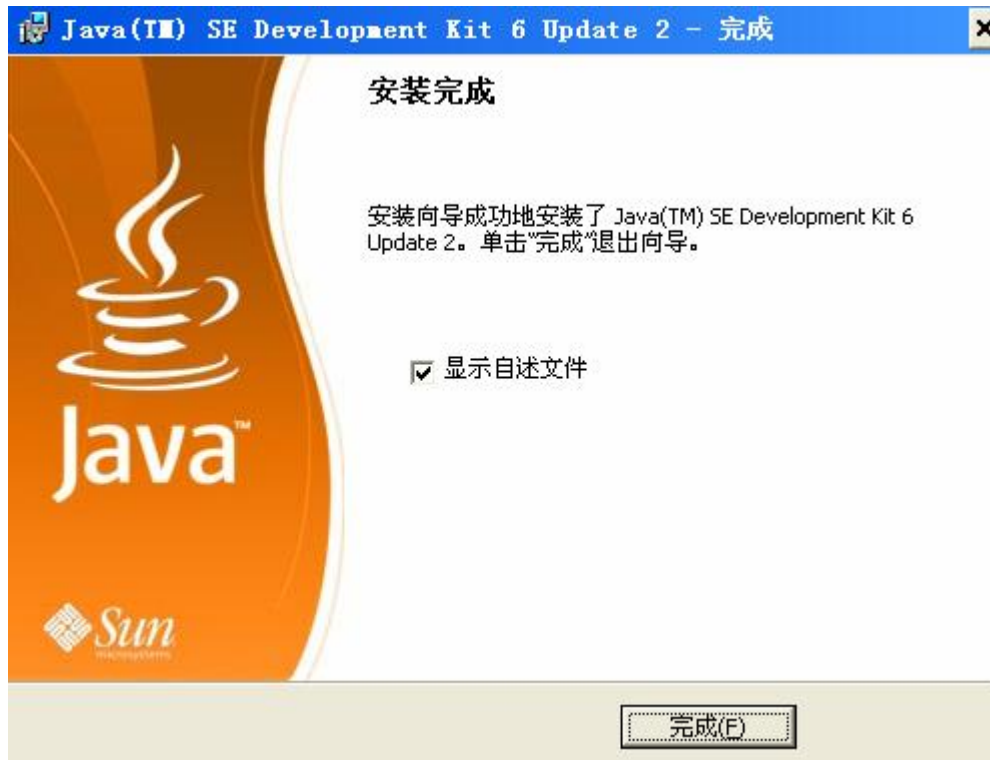 Java(TM) SE Development Kit 6 Update 2 - 完成
安装完成
安装向导成功地安装了 Java(TM) SE Development Kit 6
Update 2。单击“完成”退出向导。
显示自述文件
Java™
Sun
microsystems
完成(F)